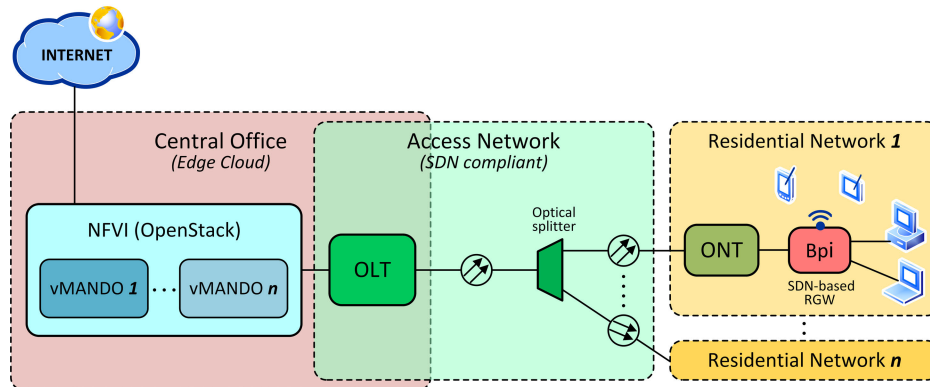 INTERNET
Central Office
(Edge Cloud)
Access Network
(SDN compliant)
Residential Network 1
NFVI (OpenStack)
vMANDO 1
...
vMANDO n
OLT
Optical
splitter
ONT
Bpi
SDN-based
RGW
Residential Network n